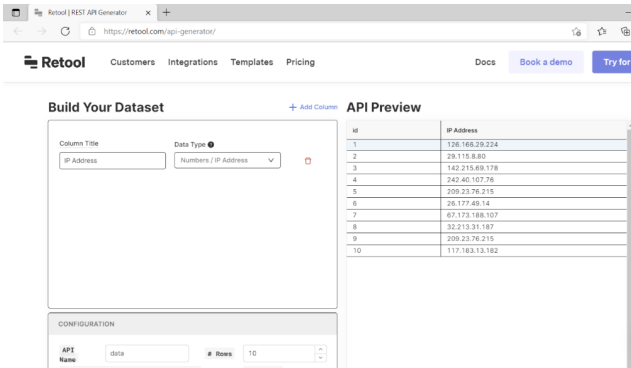 Retool | REST API Generator
https://retool.com/api-generator/
Retool Customers Integrations Templates Pricing Docs Book a demo Try for
Build Your Dataset + Add Column API Preview
id IP Address
Column Title Data Type
IP Address Numbers / IP Address
1 126.166.29.224
2 29.115.8.80
3 142.215.69.178
4 242.40.107.76
5 209.23.76.215
6 26.177.49.14
7 67.173.188.107
8 32.213.31.187
9 209.23.76.215
10 117.183.13.182
CONFIGURATION
API Name data # Rows 10